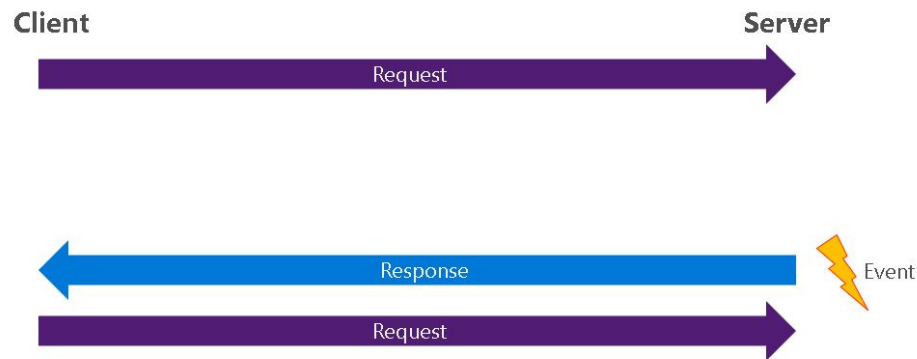 Client
Server
Request
Response
Event
Request